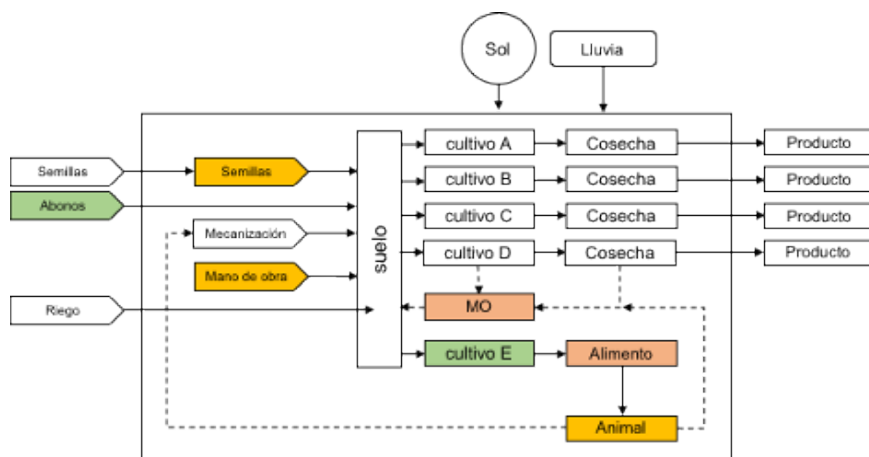 Sol
Lluvia
cultivo A
Cosecha
Producto
Semillas
Semillas
cultivo B
Cosecha
Producto
Abonos
cultivo C
Cosecha
Producto
Mecanización
suelo
cultivo D
Cosecha
Producto
Mano de obra
MO
Riego
cultivo E
Alimento
Animal